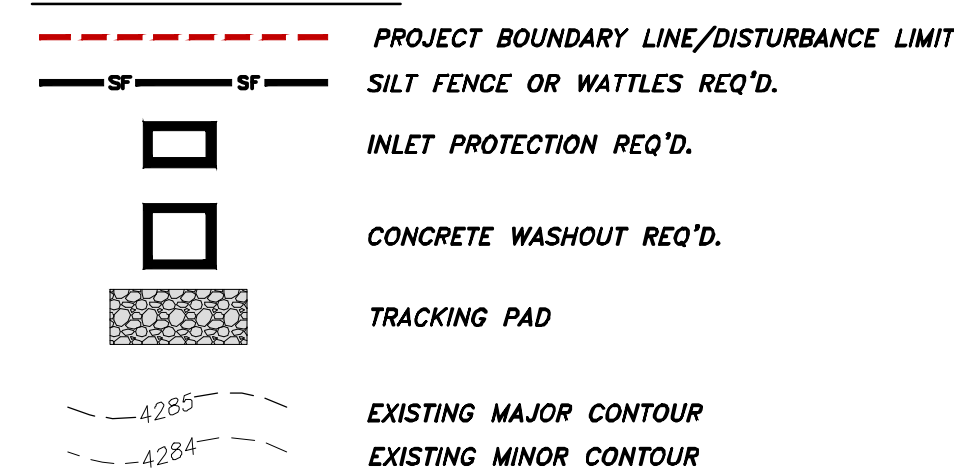 PROJECT BOUNDARY LINE/DISTURBANCE LIMIT
SF SF SILT FENCE OR WATTLES REQ'D.
INLET PROTECTION REQ'D.
CONCRETE WASHOUT REQ'D.
TRACKING PAD
4285 EXISTING MAJOR CONTOUR
4284 EXISTING MINOR CONTOUR